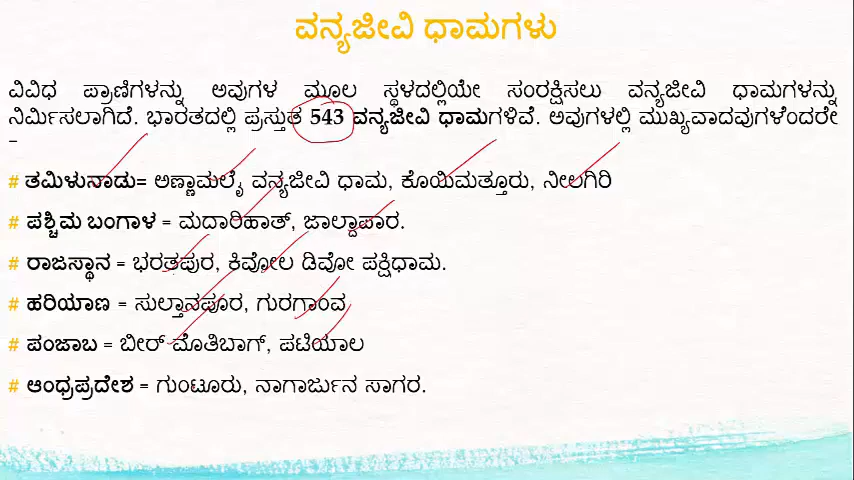 ವನ್ಯಜೀವಿ ಧಾಮಗಳು
ವಿವಿಧ ಪ್ರಾಣಿಗಳನ್ನು ಅವುಗಳ ಮೂಲ ಸ್ಥಳದಲ್ಲಿಯೇ ಸಂರಕ್ಷಿಸಲು ವನ್ಯಜೀವಿ ಧಾಮಗಳನ್ನು
ನಿರ್ಮಿಸಲಾಗಿದೆ. ಭಾರತದಲ್ಲಿ ಪ್ರಸ್ತುತ 543 ವನ್ಯಜೀವಿ ಧಾಮಗಳಿವೆ. ಅವುಗಳಲ್ಲಿ ಮುಖ್ಯವಾದವುಗಳೆಂದರೇ
–
# ತಮಿಳುನಾಡು= ಅಣ್ಣಾಮಲೈ ವನ್ಯಜೀವಿ ಧಾಮ, ಕೊಯಿಮತ್ತೂರು, ನೀಲಗಿರಿ
# ಪಶ್ಚಿಮ ಬಂಗಾಳ = ಮದಾರಿಹಾತ್, ಜಾಲ್ದಾಪಾರ.
# ರಾಜಸ್ಥಾನ = ಭರತಪುರ, ಕಿವೋಲ ಡಿವೋ ಪಕ್ಷಿಧಾಮ.
# ಹರಿಯಾಣ = ಸುಲ್ತಾನಪೂರ, ಗುರಗಾಂವ
# ಪಂಜಾಬ = ಬೀರ್ ಮೊತಿಬಾಗ್, ಪಟಿಯಾಲ
# ಆಂಧ್ರಪ್ರದೇಶ = ಗುಂಟೂರು, ನಾಗಾರ್ಜುನ ಸಾಗರ.